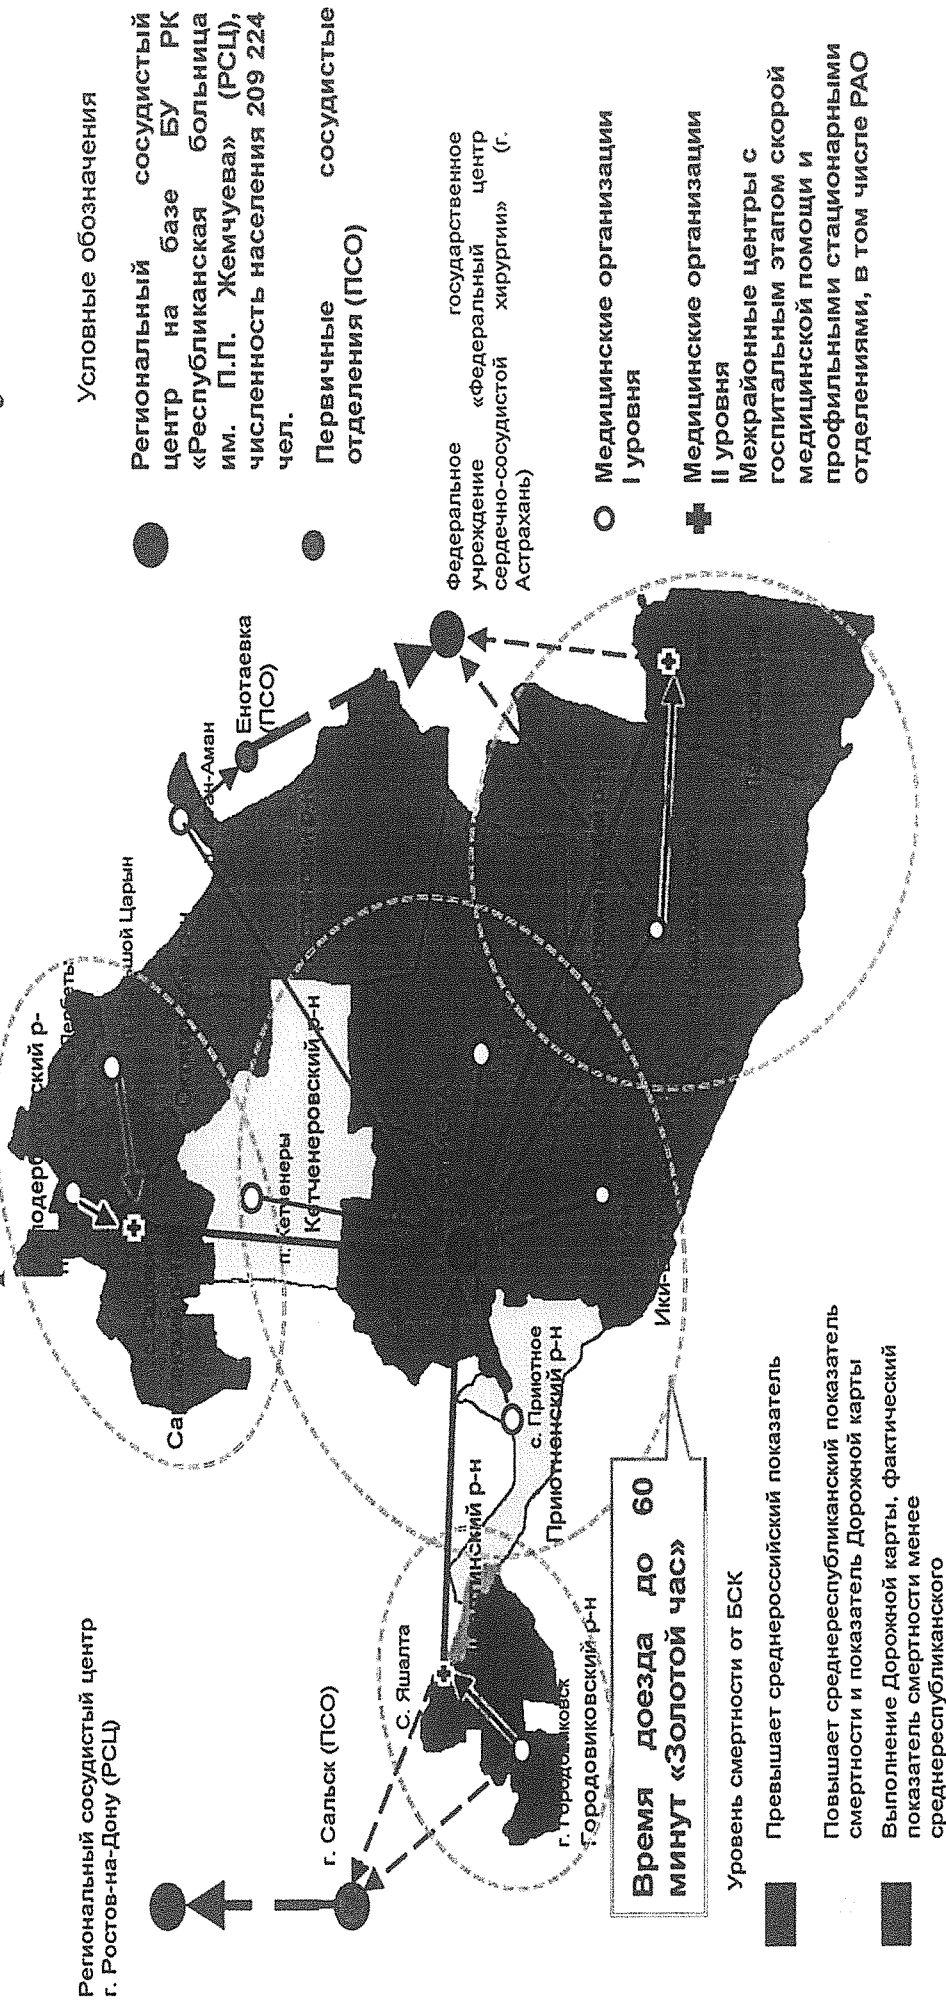 Региональный сосудистый центр
г. Ростов-на-Дону (РСЦ)
г. Сальск (ПСО)
С. Яшалта
г. Городовиковск
Городовиковский р-н
с. Приютное
Приютненский р-н
п. Кетченеры
Кетченеровский р-н
Енотаевка
(ПСО)
Время доезда до 60
минут «Золотой час»
Уровень смертности от БСК
Превышает среднероссийский показатель
Повышает среднереспубликанский показатель
смертности и показатель Дорожной карты
Выполнение Дорожной карты, фактический
показатель смертности менее
среднереспубликанского
Условные обозначения
Региональный сосудистый
центр на базе БУ РК
«Республиканская больница
им. П.П. Жемчуева» (РСЦ),
численность населения 209 224
чел.
Первичные сосудистые
отделения (ПСО)
Федеральное государственное
учреждение «Федеральный центр
сердечно-сосудистой хирургии» (г.
Астрахань)
Медицинские организации
I уровня
Медицинские организации
II уровня
Межрайонные центры с
госпитальным этапом скорой
медицинской помощи и
профильными стационарными
отделениями, в том числе РАО